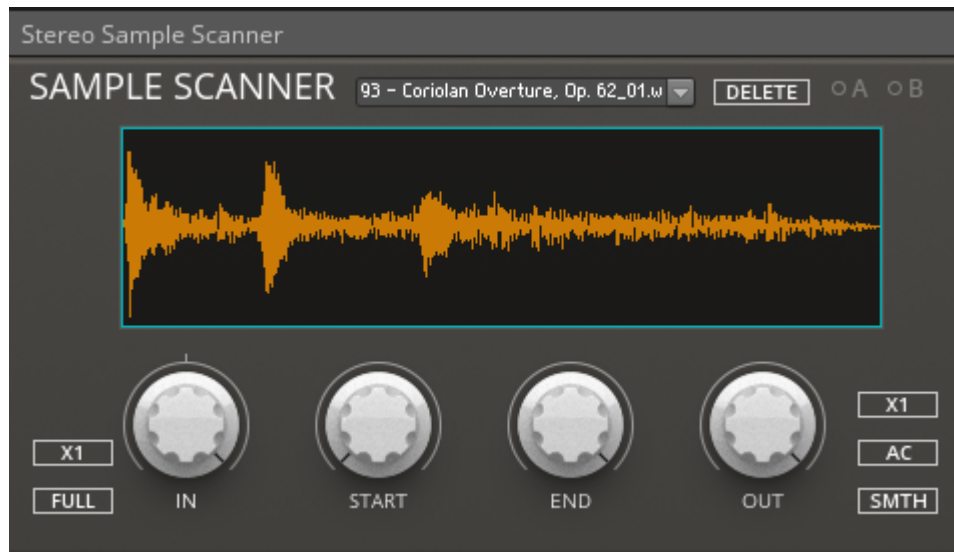 Stereo Sample Scanner
SAMPLE SCANNER 93 - Coriolan Overture, Op. 62_01.w DELETE A B
X1
X1 AC
FULL IN START END OUT SMTH